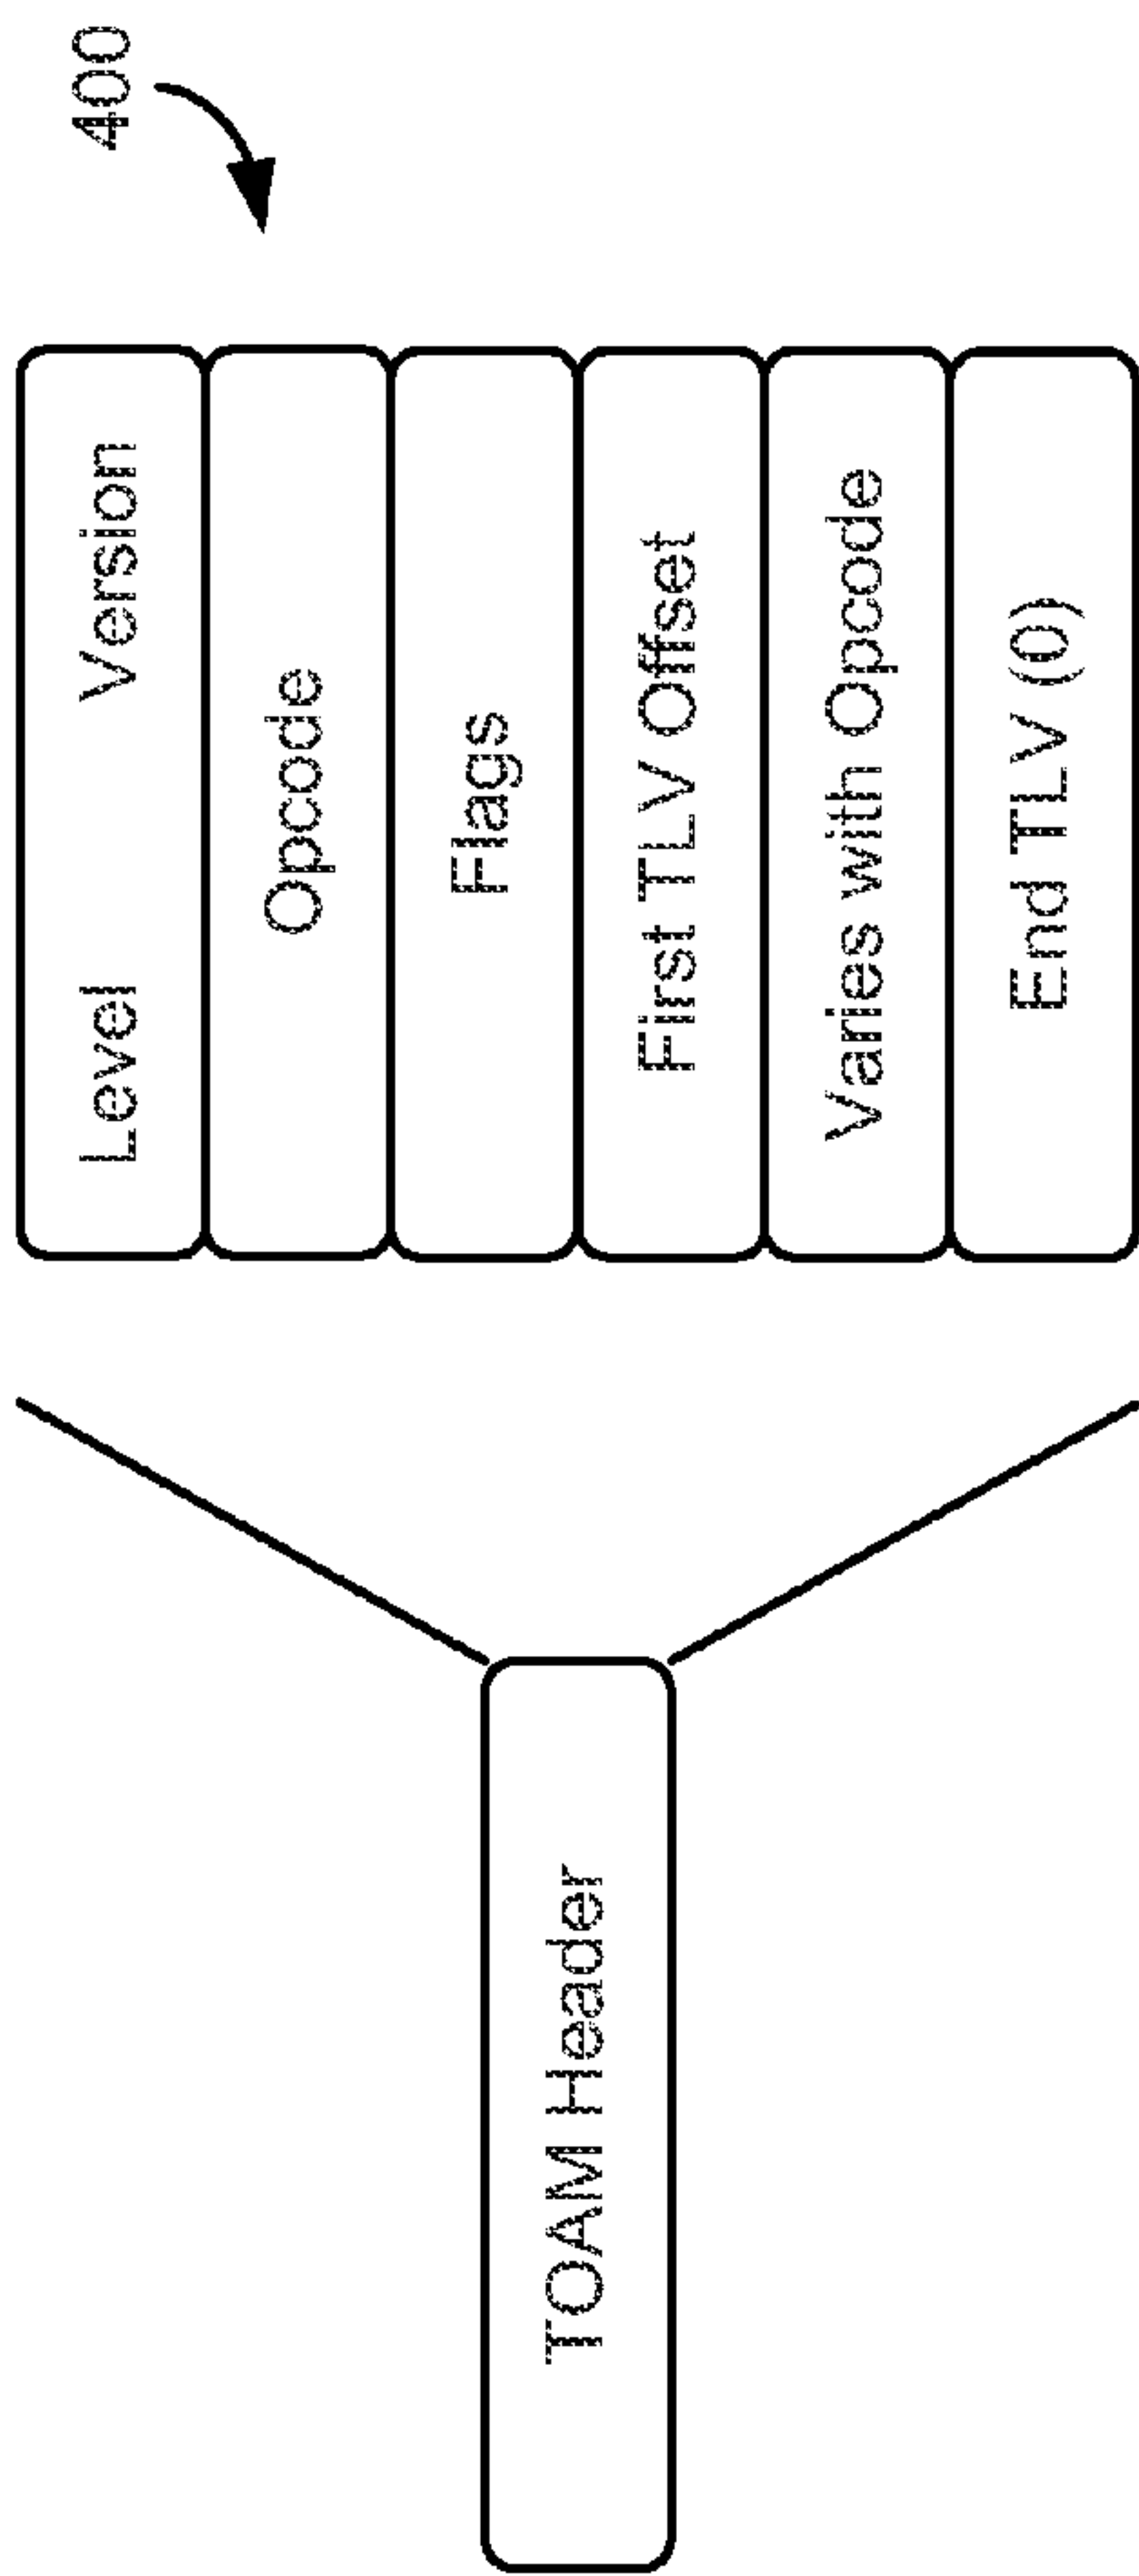 400
Level Version
Opcode
Flags
First TLV Offset
Varies with Opcode
End TLV (0)
TOAM Header